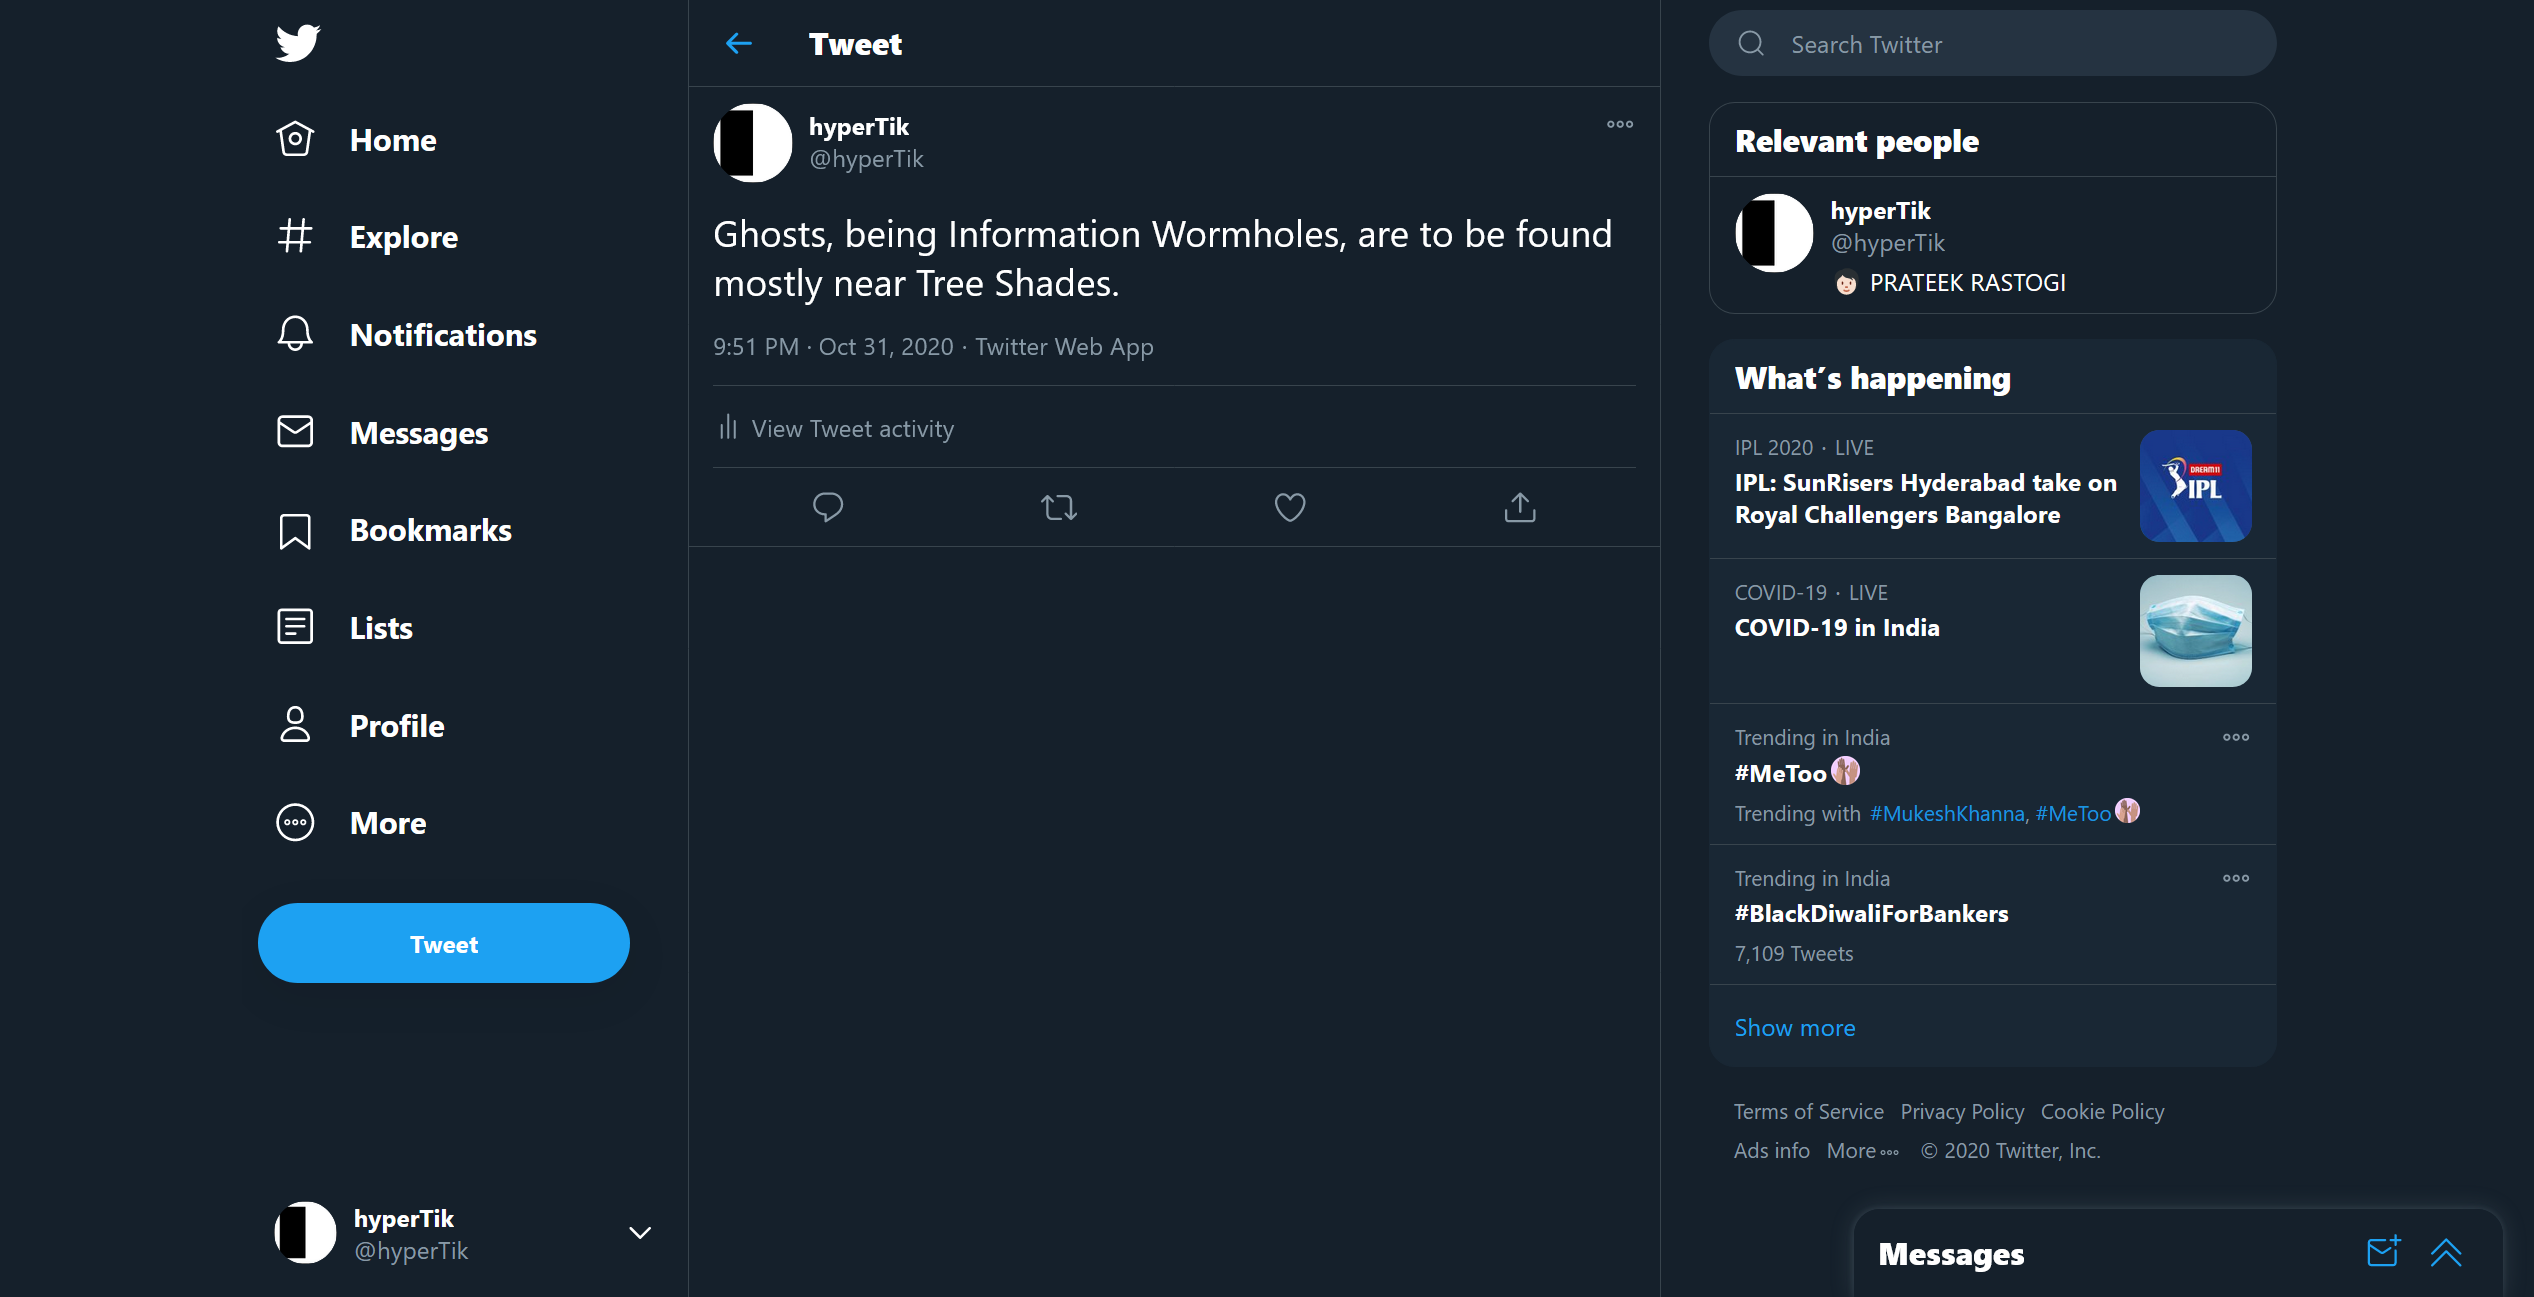 Home
Explore
Notifications
Messages
Bookmarks
Lists
Profile
More
Tweet
hyperTik
@hyperTik
Tweet
hyperTik
@hyperTik
Ghosts, being Information Wormholes, are to be found
mostly near Tree Shades.
9:51 PM · Oct 31, 2020 · Twitter Web App
View Tweet activity
Search Twitter
Relevant people
hyperTik
@hyperTik
PRATEEK RASTOGI
What's happening
IPL 2020 · LIVE
IPL: SunRisers Hyderabad take on
Royal Challengers Bangalore
DREAM11
IPL
COVID-19 · LIVE
COVID-19 in India
Trending in India
#MeToo
Trending with #MukeshKhanna, #MeToo
Trending in India
#BlackDiwaliForBankers
7,109 Tweets
Show more
Terms of Service Privacy Policy Cookie Policy
Ads info More © 2020 Twitter, Inc.
Messages